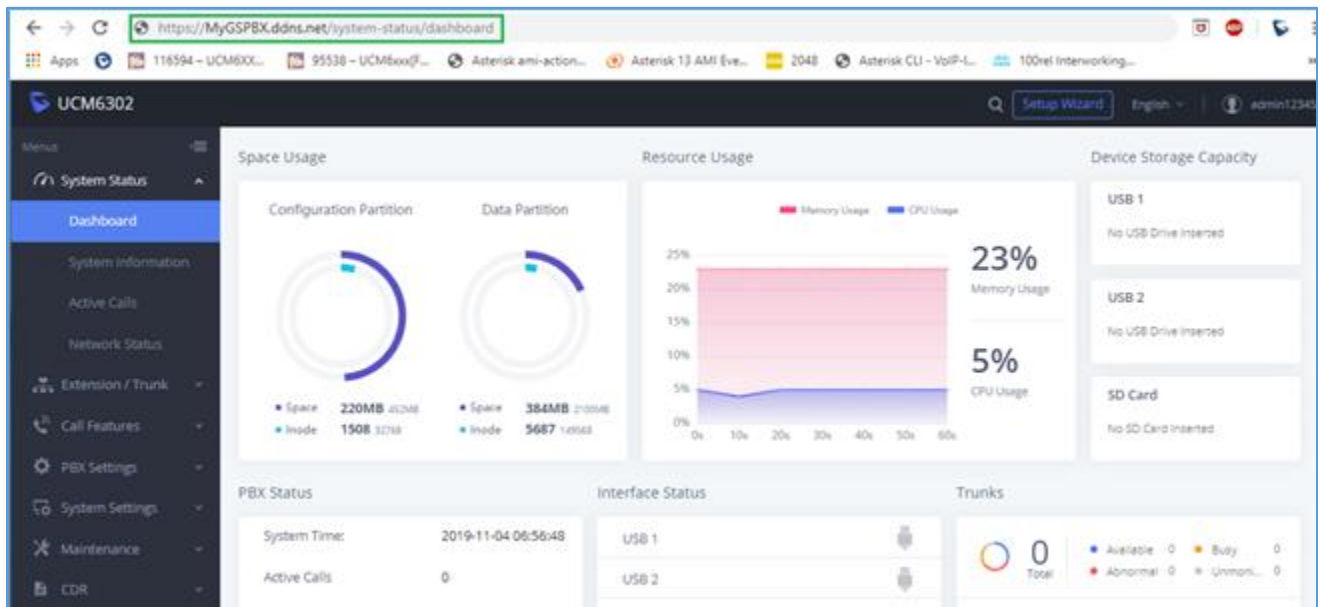 https://MyGSPBX.ddns.net/system-status/dashboard
Apps 116594 – UCM6XX... 95538 – UCM6xxx(F... Asterisk ami-action... Asterisk 13 AMI Eve... 2048 Asterisk CLI - VoIP-I... 100rel Interworking...
UCM6302 Setup Wizard English admin12345
Menus
System Status
Dashboard
System Information
Active Calls
Network Status
Extension / Trunk
Call Features
PBX Settings
System Settings
Maintenance
CDR
Space Usage
Configuration Partition
Space 220MB 452MB
Inode 1508 32768
Data Partition
Space 384MB
Inode 5687
Resource Usage
Memory Usage CPU Usage
25%
20%
15%
10%
5%
0%
0s 10s 20s 30s 40s 50s 60s
23%
Memory Usage
5%
CPU Usage
Device Storage Capacity
USB 1
No USB Drive Inserted
USB 2
No USB Drive Inserted
SD Card
No SD Card Inserted
PBX Status
System Time: 2019-11-04 06:56:48
Active Calls 0
Interface Status
USB 1
USB 2
Trunks
0
Total
Available 0 Busy 0
Abnormal 0 Unmoni... 0